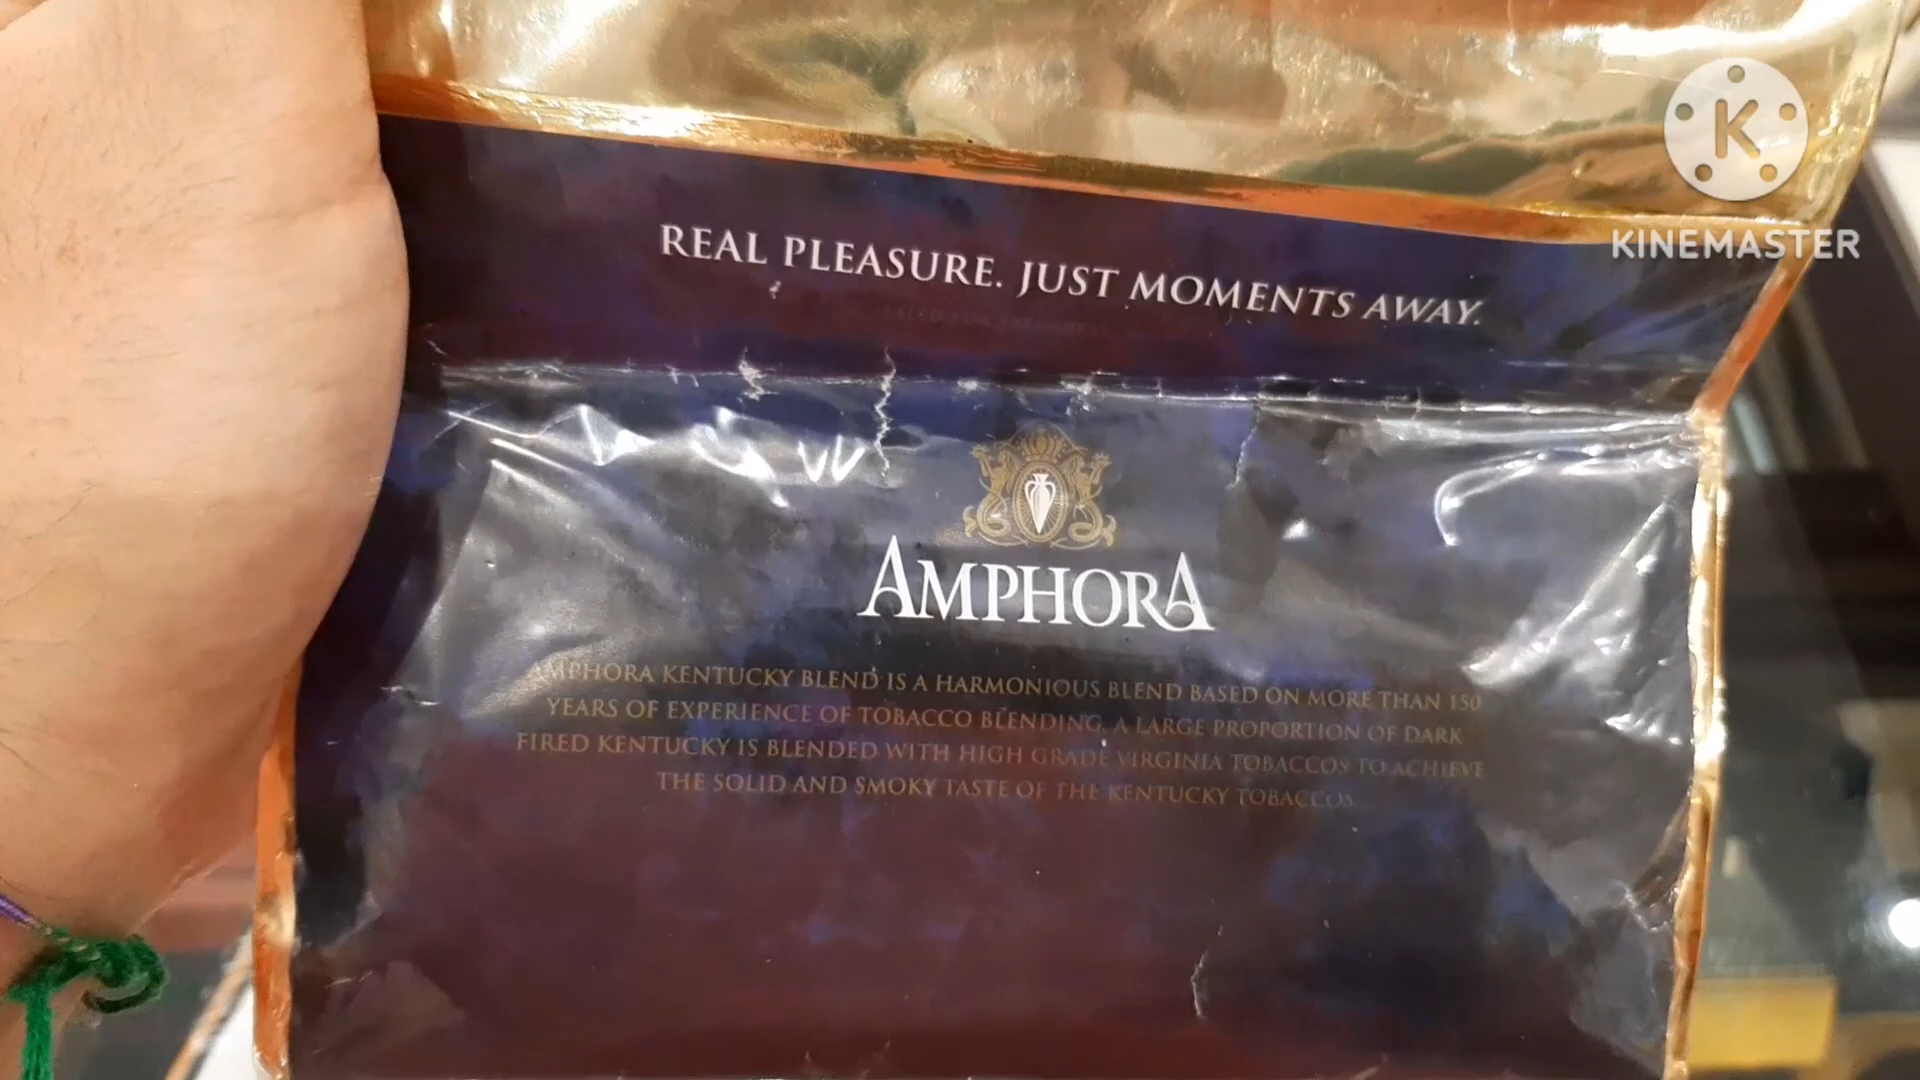 K
KINEMASTER
REAL PLEASURE. JUST MOMENTS AWAY.
AMPHORA
AMPHORA KENTUCKY BLEND IS A HARMONIOUS BLEND BASED ON MORE THAN 150
YEARS OF EXPERIENCE OF TOBACCO BLENDING. A LARGE PROPORTION OF DARK
FIRED KENTUCKY IS BLENDED WITH HIGH GRADE VIRGINIA TOBACCOS TO ACHIEVE
THE SOLID AND SMOKY TASTE OF THE KENTUCKY TOBACCOS.